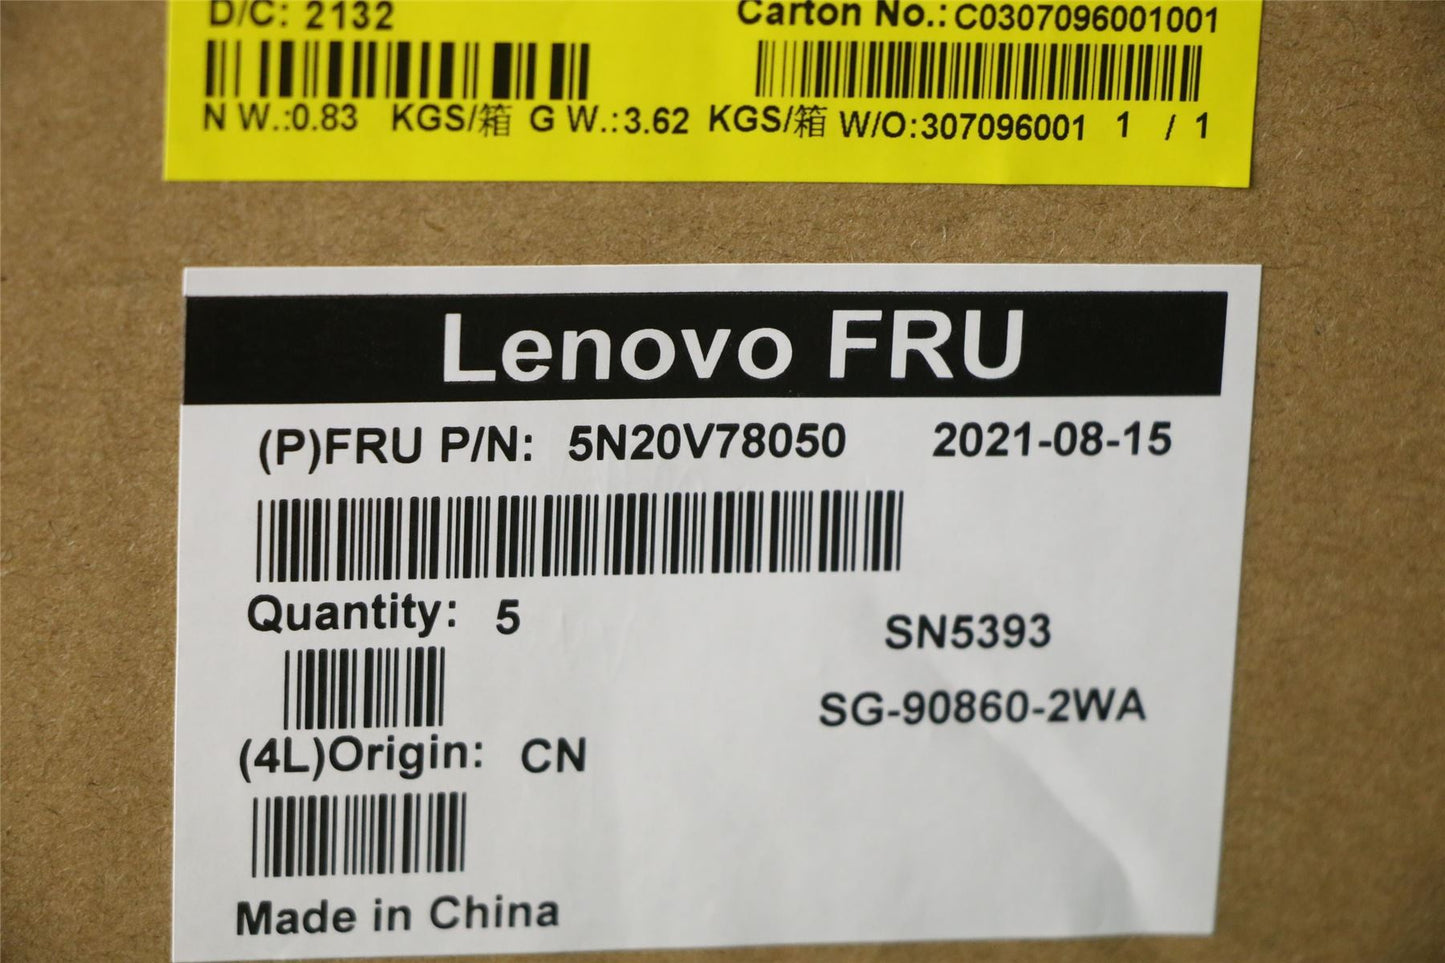 D/C: 2132 Carton No.: C0307096001001
N W.:0.83 KGS/箱 G W.:3.62 KGS/箱 W/O:307096001 1 / 1
Lenovo FRU
(P)FRU P/N: 5N20V78050 2021-08-15
Quantity: 5
SN5393
SG-90860-2WA
(4L)Origin: CN
Made in China